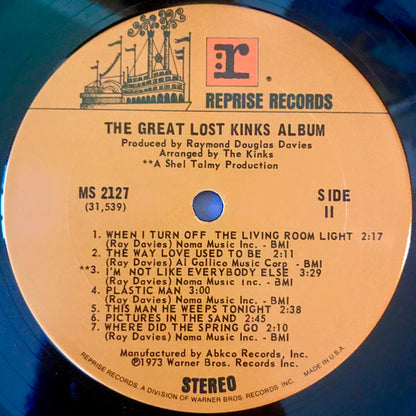 r:
REPRISE RECORDS
THE GREAT LOST KINKS ALBUM
Produced by Raymond Douglas Davies
Arranged by The Kinks
**A Shel Talmy Production
MS 2127
(31,539)
SIDE
II
1. WHEN I TURN OFF THE LIVING ROOM LIGHT 2:17
(Ray Davies) Noma Music Inc. - BMI
2. THE WAY LOVE USED TO BE 2:11
(Ray Davies) Al Gallico Music Corp - BMI
**3. I'M NOT LIKE EVERYBODY ELSE 3:29
(Ray Davies) Noma Music Inc. - BMI
4. PLASTIC MAN 3:00
(Ray Davies) Noma Music Inc. - BMI
5. THIS MAN HE WEEPS TONIGHT 2:38
6. PICTURES IN THE SAND 2:45
7. WHERE DID THE SPRING GO 2:10
(Ray Davies) Noma Music Inc. - BMI
Manufactured by Abkco Records, Inc.
℗1973 Warner Bros. Records Inc.
STEREO
REPRISE RECORDS, A DIVISION OF WARNER BROS. RECORDS INC. MADE IN U.S.A.